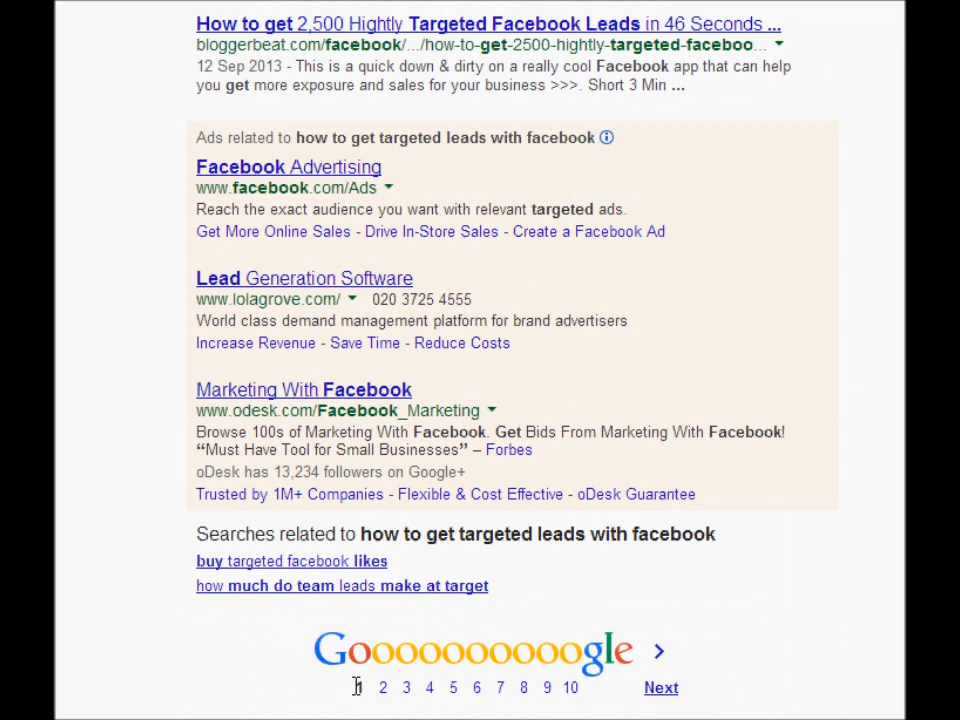 How to get 2,500 Hightly Targeted Facebook Leads in 46 Seconds ...
bloggerbeat.com/facebook/.../how-to-get-2500-hightly-targeted-faceboo...
12 Sep 2013 - This is a quick down & dirty on a really cool Facebook app that can help
you get more exposure and sales for your business >>>. Short 3 Min ...
Ads related to how to get targeted leads with facebook
Facebook Advertising
www.facebook.com/Ads
Reach the exact audience you want with relevant targeted ads.
Get More Online Sales - Drive In-Store Sales - Create a Facebook Ad
Lead Generation Software
www.lolagrove.com/ 020 3725 4555
World class demand management platform for brand advertisers
Increase Revenue - Save Time - Reduce Costs
Marketing With Facebook
www.odesk.com/Facebook_Marketing
Browse 100s of Marketing With Facebook. Get Bids From Marketing With Facebook!
“Must Have Tool for Small Businesses” – Forbes
oDesk has 13,234 followers on Google+
Trusted by 1M+ Companies - Flexible & Cost Effective - oDesk Guarantee
Searches related to how to get targeted leads with facebook
buy targeted facebook likes
how much do team leads make at target
Goooooooooogle >
1 2 3 4 5 6 7 8 9 10 Next